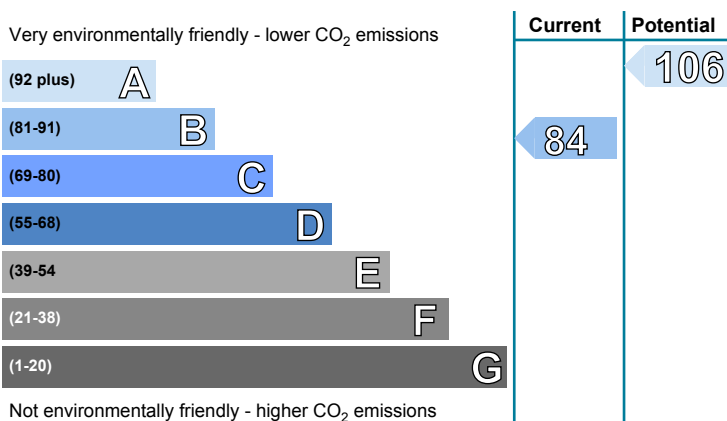 Very environmentally friendly - lower CO2 emissions
Current
Potential
(92 plus) A
106
(81-91) B
84
(69-80) C
(55-68) D
(39-54 E
(21-38) F
(1-20) G
Not environmentally friendly - higher CO2 emissions